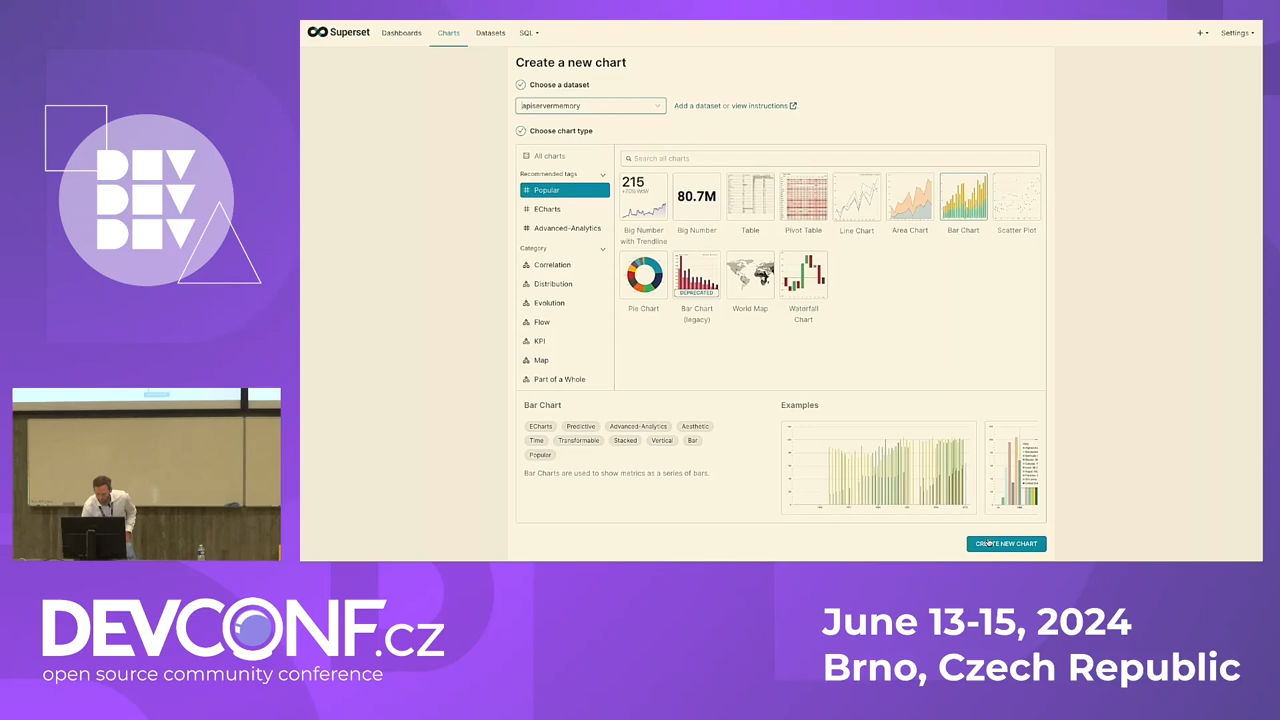 Superset
Dashboards
Charts
Datasets
SQL
Settings
Create a new chart
Choose a dataset
apiservermemory
Add a dataset or view instructions
Choose chart type
All charts
Recommended tags
# Popular
# ECharts
# Advanced-Analytics
Category
Correlation
Distribution
Evolution
Flow
KPI
Map
Part of a Whole
Search all charts
215
+70% WoW
Big Number
with Trendline
80.7M
Big Number
Table
Pivot Table
Line Chart
Area Chart
Bar Chart
Scatter Plot
Pie Chart
DEPRECATED
Bar Chart
(legacy)
World Map
Waterfall
Chart
Bar Chart
ECharts
Predictive
Advanced-Analytics
Aesthetic
Time
Transformable
Stacked
Vertical
Bar
Popular
Bar Charts are used to show metrics as a series of bars.
Examples
CREATE NEW CHART
DEV
DEV
DEV
DEVCONF.cz
open source community conference
June 13-15, 2024
Brno, Czech Republic